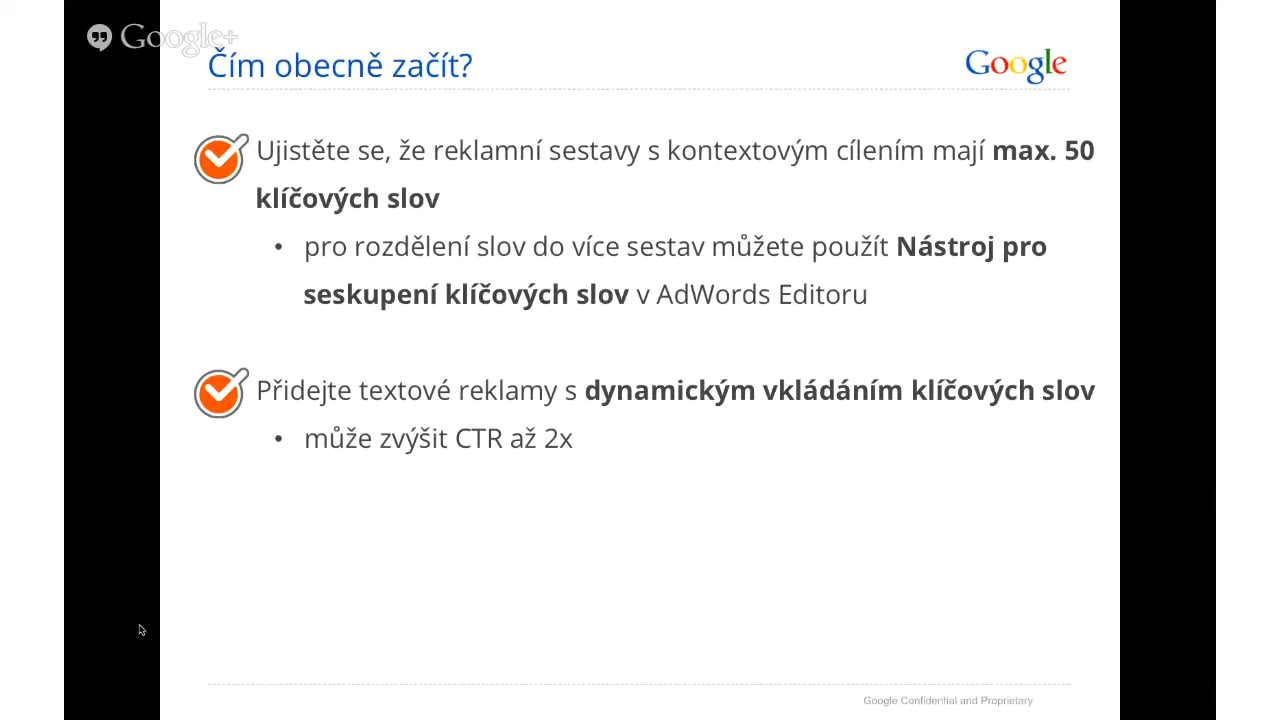 Google+
Čím obecně začít?
Google
Ujistěte se, že reklamní sestavy s kontextovým cílením mají max. 50
klíčových slov
• pro rozdělení slov do více sestav můžete použít Nástroj pro
seskupení klíčových slov v AdWords Editoru
Přidejte textové reklamy s dynamickým vkládáním klíčových slov
• může zvýšit CTR až 2x
Google Confidential and Proprietary